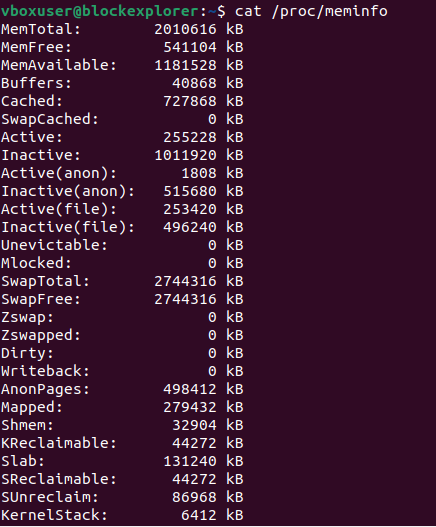 vboxuser@blockexplorer:~$ cat /proc/meminfo
MemTotal:        2010616 kB
MemFree:          541104 kB
MemAvailable:    1181528 kB
Buffers:           40868 kB
Cached:           727868 kB
SwapCached:            0 kB
Active:           255228 kB
Inactive:        1011920 kB
Active(anon):       1808 kB
Inactive(anon):   515680 kB
Active(file):     253420 kB
Inactive(file):   496240 kB
Unevictable:           0 kB
Mlocked:               0 kB
SwapTotal:       2744316 kB
SwapFree:        2744316 kB
Zswap:                 0 kB
Zswapped:              0 kB
Dirty:                 0 kB
Writeback:             0 kB
AnonPages:        498412 kB
Mapped:           279432 kB
Shmem:             32904 kB
KReclaimable:      44272 kB
Slab:             131240 kB
SReclaimable:      44272 kB
SUnreclaim:        86968 kB
KernelStack:        6412 kB